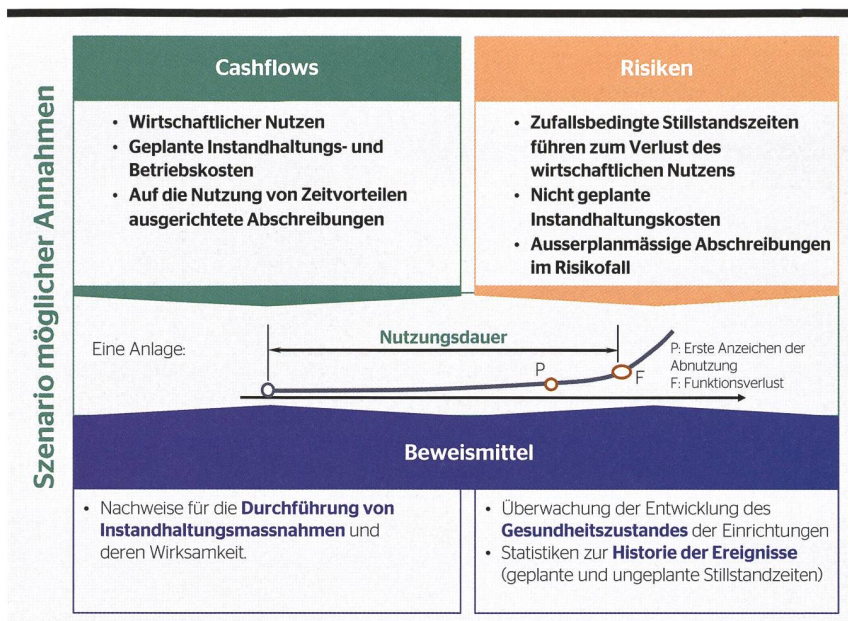 Szenario möglicher Annahmen
Cashflows
• Wirtschaftlicher Nutzen
• Geplante Instandhaltungs- und
Betriebskosten
• Auf die Nutzung von Zeitvorteilen
ausgerichtete Abschreibungen
Risiken
• Zufallsbedingte Stillstandszeiten
führen zum Verlust des
wirtschaftlichen Nutzens
• Nicht geplante
Instandhaltungskosten
• Ausserplanmässige Abschreibungen
im Risikofall
Eine Anlage:
Nutzungsdauer
P
F
P: Erste Anzeichen der
Abnutzung
F: Funktionsverlust
Beweismittel
• Nachweise für die Durchführung von
Instandhaltungsmassnahmen und
deren Wirksamkeit.
• Überwachung der Entwicklung des
Gesundheitszustandes der Einrichtungen
• Statistiken zur Historie der Ereignisse
(geplante und ungeplante Stillstandzeiten)